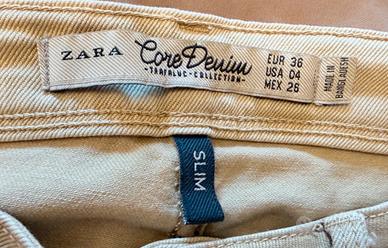 ZARA
Core Denim
-TRAFALUC-COLLECTION-
EUR 36
USA 04
MEX 26
MADE IN
BANGLADESH
SLIM